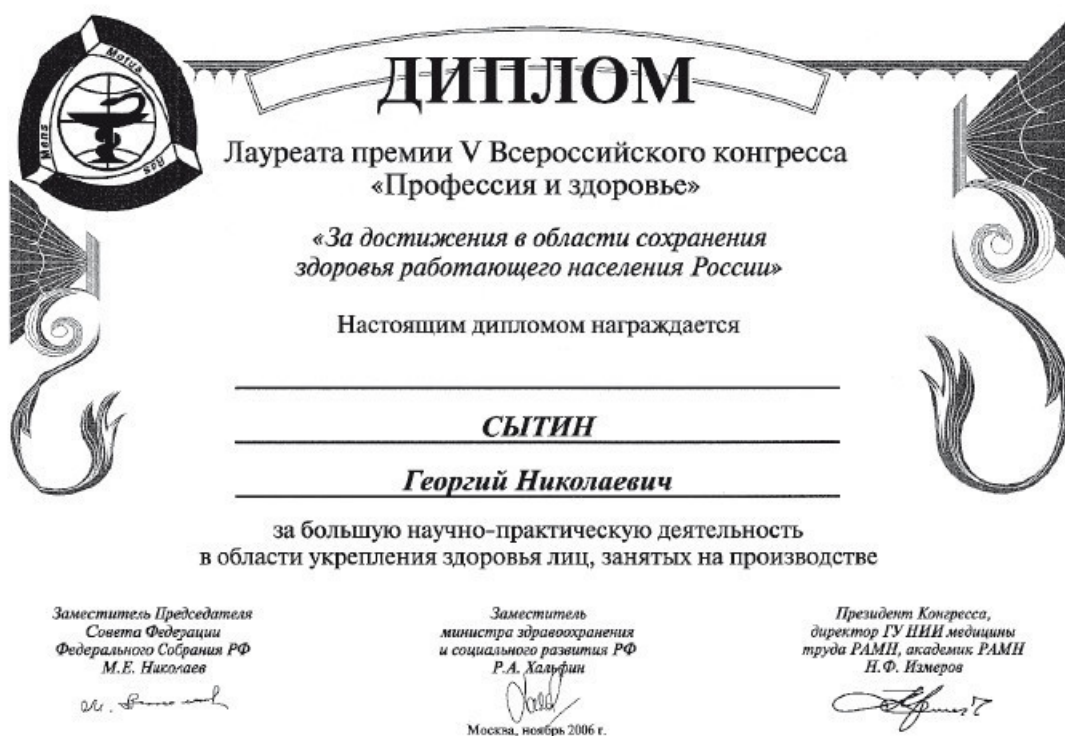 ДИПЛОМ
Mens
Motus
Spu
Лауреата премии V Всероссийского конгресса
«Профессия и здоровье»
«За достижения в области сохранения
здоровья работающего населения России»
Настоящим дипломом награждается
СЫТИН
Георгий Николаевич
за большую научно-практическую деятельность
в области укрепления здоровья лиц, занятых на производстве
Заместитель Председателя
Совета Федерации
Федерального Собрания РФ
М.Е. Николаев
Заместитель
министра здравоохранения
и социального развития РФ
Р.А. Хальфин
Москва, ноябрь 2006 г.
Президент Конгресса,
директор ГУ НИИ медицины
труда РАМН, академик РАМН
Н.Ф. Измеров